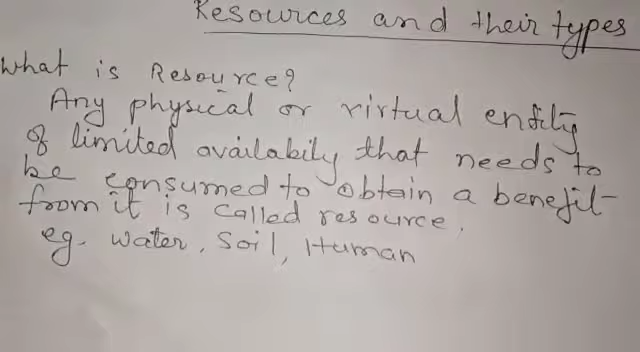 Resources and their types
What is Resource?
Any physical or virtual entity
of limited availabily that needs to
be consumed to obtain a benefit
from it is called resource.
eg. Water, Soil, Human